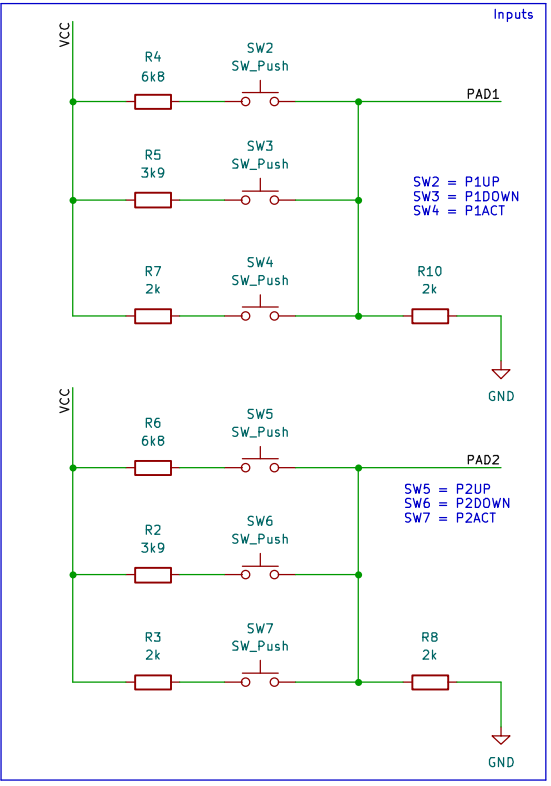 Inputs
VCC
R4
6k8
SW2
SW_Push
PAD1
R5
3k9
SW3
SW_Push
SW2 = P1UP
SW3 = P1DOWN
SW4 = P1ACT
R7
2k
SW4
SW_Push
R10
2k
GND
VCC
R6
6k8
SW5
SW_Push
PAD2
SW5 = P2UP
SW6 = P2DOWN
SW7 = P2ACT
R2
3k9
SW6
SW_Push
R3
2k
SW7
SW_Push
R8
2k
GND